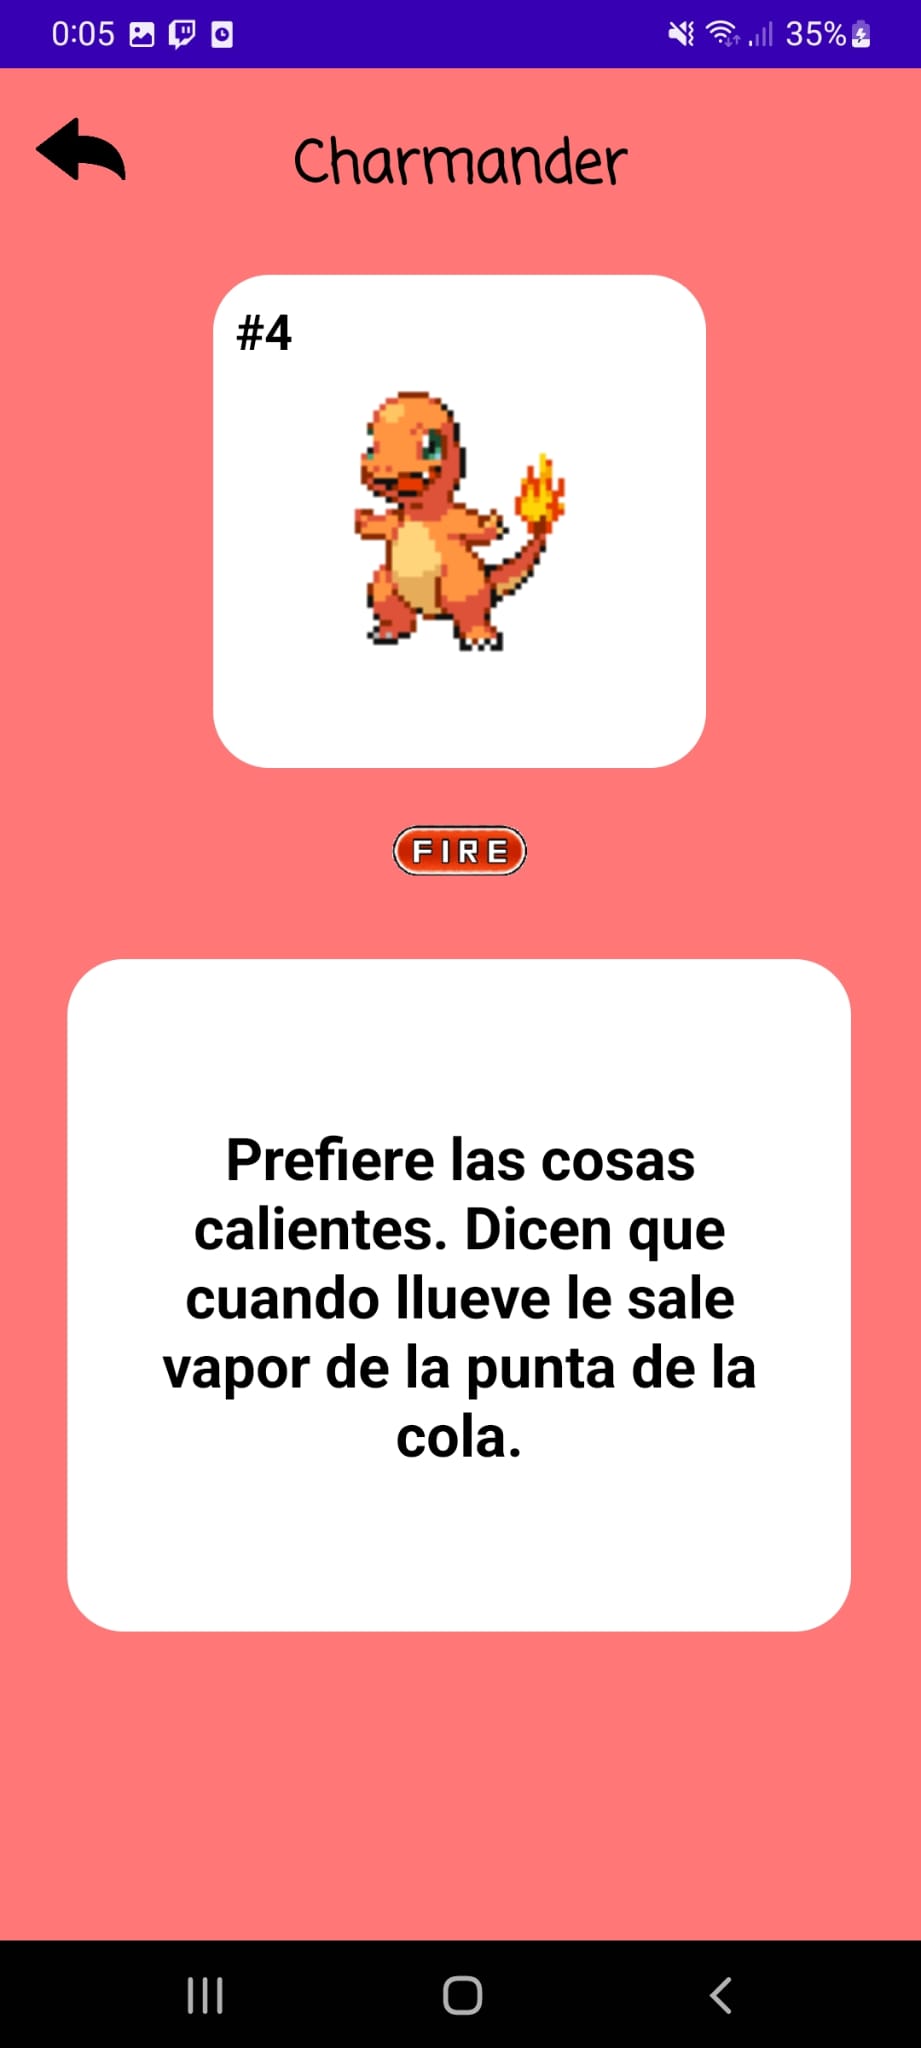 0:05 35%
Charmander
#4
FIRE
Prefiere las cosas
calientes. Dicen que
cuando llueve le sale
vapor de la punta de la
cola.